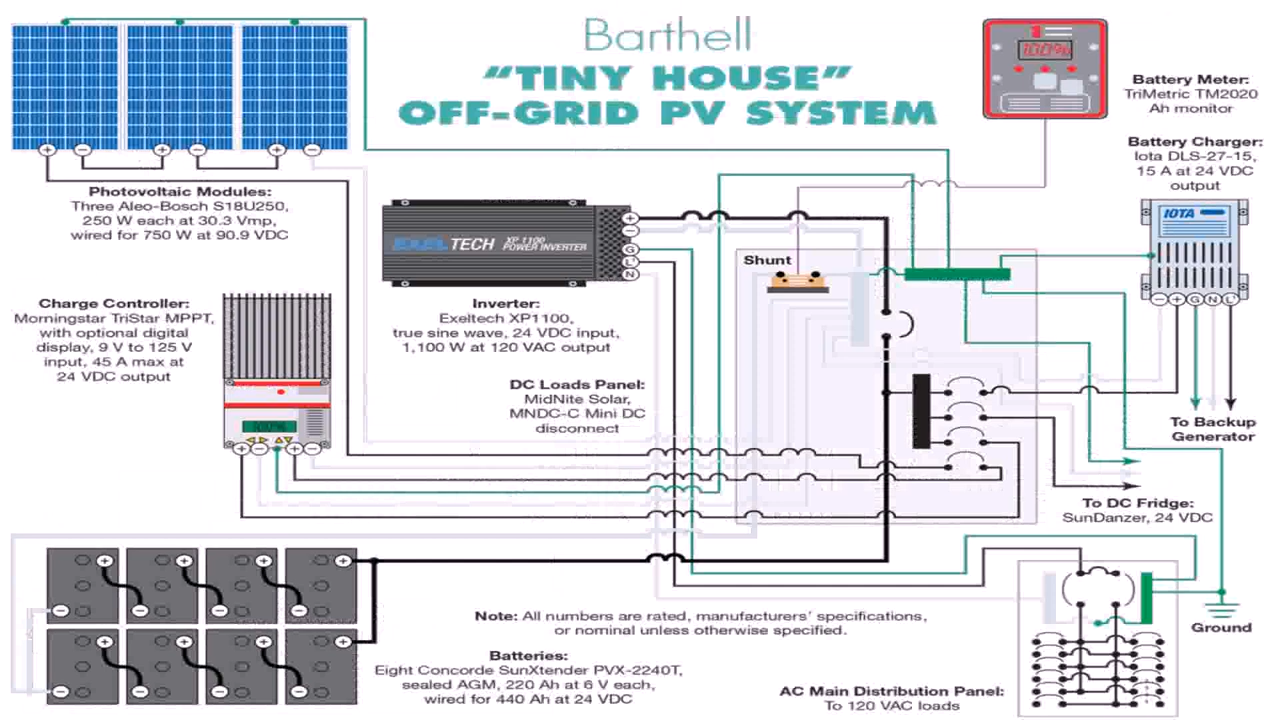 Barthell
"TINY HOUSE"
OFF-GRID PV SYSTEM
Battery Meter:
TriMetric TM2020
Ah monitor
100%
Battery Charger:
Iota DLS-27-15,
15 A at 24 VDC
output
IOTA
− + G N L¹
Photovoltaic Modules:
Three Aleo-Bosch S18U250,
250 W each at 30.3 Vmp,
wired for 750 W at 90.9 VDC
+ − + − + −
EXELTECH XP 1100
POWER INVERTER
+
−
G
L¹
N
Shunt
Charge Controller:
Morningstar TriStar MPPT,
with optional digital
display, 9 V to 125 V
input, 45 A max at
24 VDC output
100%
+ − + −
Inverter:
Exeltech XP1100,
true sine wave, 24 VDC input,
1,100 W at 120 VAC output
DC Loads Panel:
MidNite Solar,
MNDC-C Mini DC
disconnect
To Backup
Generator
To DC Fridge:
SunDanzer, 24 VDC
+ + + +
− − − −
+ + + +
− − − −
Note: All numbers are rated, manufacturers' specifications,
or nominal unless otherwise specified.
Ground
Batteries:
Eight Concorde SunXtender PVX-2240T,
sealed AGM, 220 Ah at 6 V each,
wired for 440 Ah at 24 VDC
AC Main Distribution Panel:
To 120 VAC loads